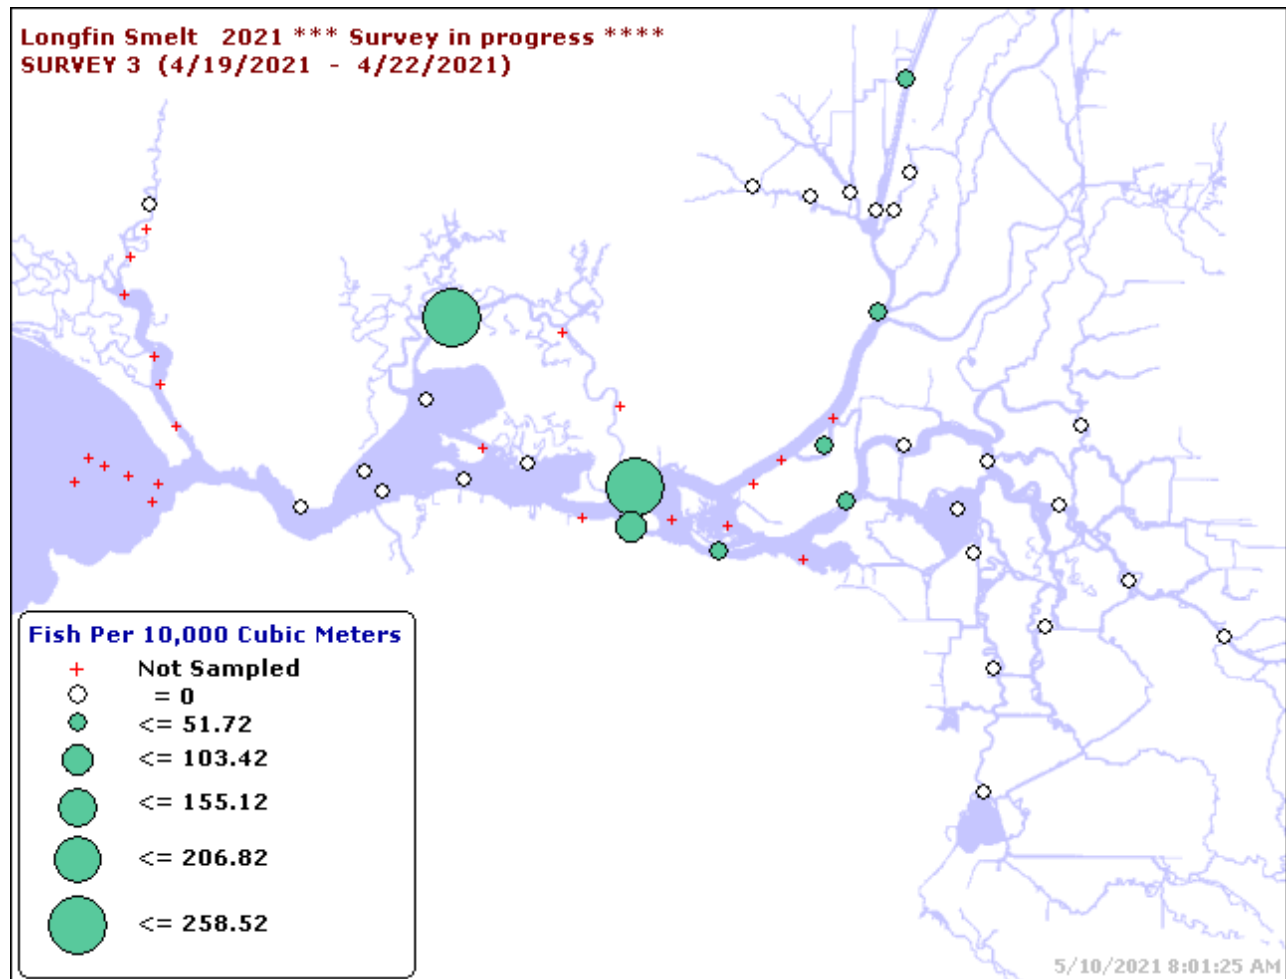 Longfin Smelt 2021 *** Survey in progress ****
SURVEY 3 (4/19/2021 - 4/22/2021)
Fish Per 10,000 Cubic Meters
Not Sampled
= 0
<= 51.72
<= 103.42
<= 155.12
<= 206.82
<= 258.52
5/10/2021 8:01:25 AM